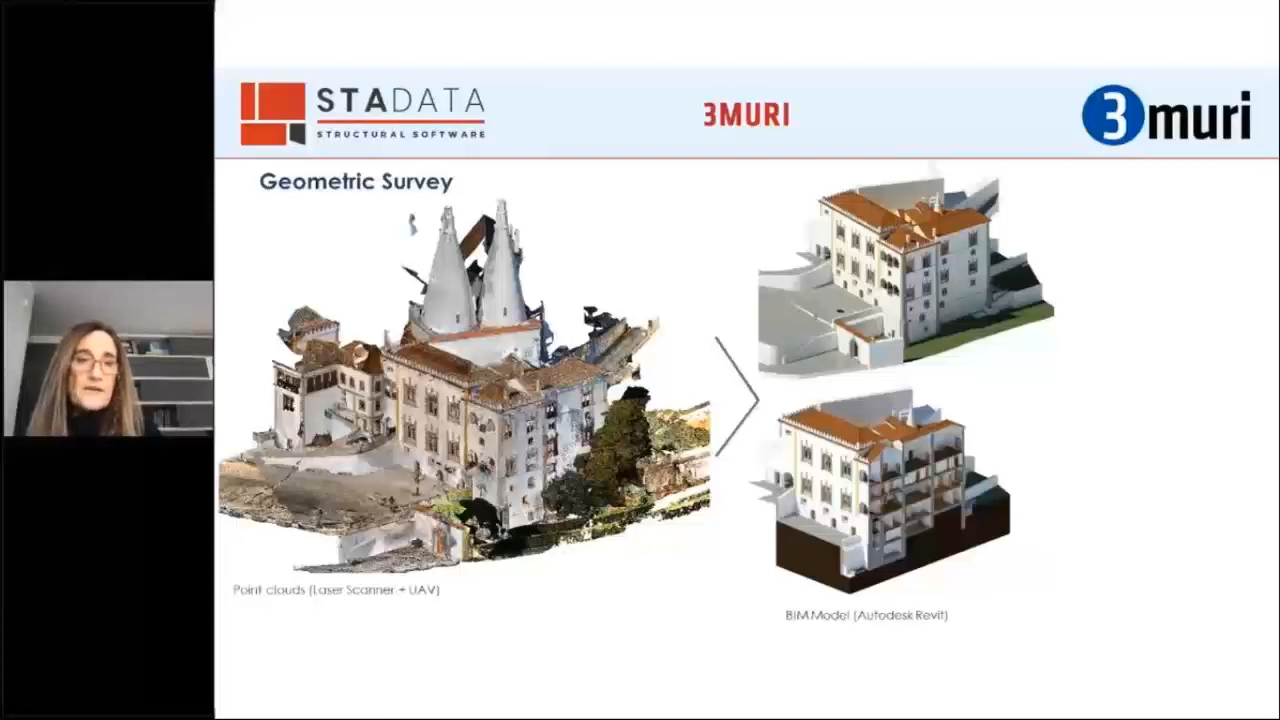 STADATA
STRUCTURAL SOFTWARE
3MURI
3muri
Geometric Survey
Point clouds (Laser Scanner + UAV)
BIM Model (Autodesk Revit)